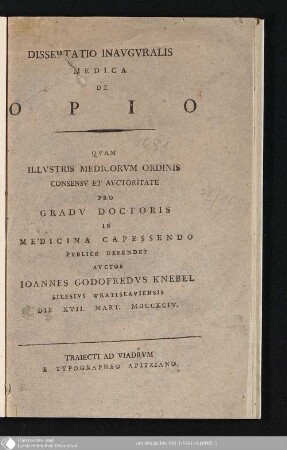 DISSERTATIO INAVGVRALIS
MEDICA
DE
OPIO
QVAM
ILLVSTRIS MEDICORVM ORDINIS
CONSENSV ET AVCTORITATE
PRO
GRADV DOCTORIS
IN
MEDICINA CAPESSENDO
PVBLICE DEFENDET
AVCTOR
IOANNES GODOFREDVS KNEBEL
SILESIVS WRATISLAVIENSIS
DIE XVII. MART. MDCCXCIV.
TRAIECTI AD VIADRVM
E TYPOGRAPHEO APITZIANO.